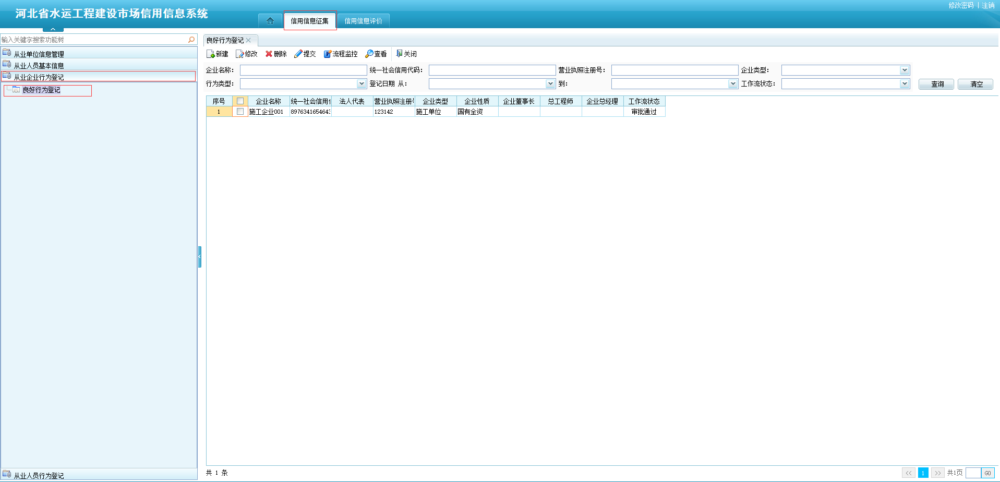 修改密码 | 注销
河北省水运工程建设市场信用信息系统
信用信息征集 信用信息评价
输入关键字搜索功能树
从业单位信息管理
从业人员基本信息
从业企业行为登记
良好行为登记
从业人员行为登记
良好行为登记
新建 修改 删除 提交 流程监控 查看 关闭
企业名称： 统一社会信用代码： 营业执照注册号： 企业类型：
行为类型： 登记日期 从： 到： 工作流状态： 查询 清空
序号 企业名称 统一社会信用 法人代表 营业执照注册 企业类型 企业性质 企业董事长 总工程师 企业总经理 工作流状态
1 施工企业001 897634165464 123142 施工单位 国有全资 审批通过
共 1 条
<< 1 >> 共1页 GO